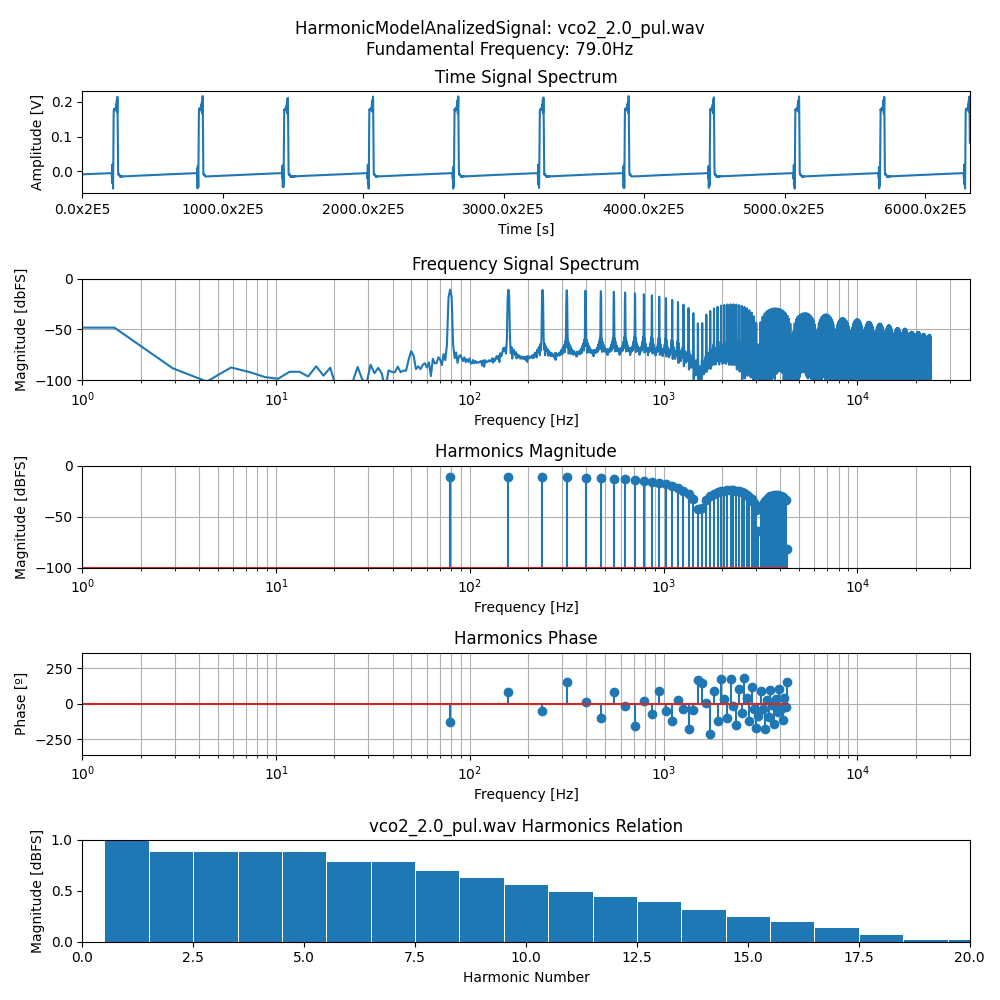 HarmonicModelAnalizedSignal: vco2_2.0_pul.wav
Fundamental Frequency: 79.0Hz
Time Signal Spectrum
Amplitude [V]
0.2
0.1
0.0
0.0x2E5 1000.0x2E5 2000.0x2E5 3000.0x2E5 4000.0x2E5 5000.0x2E5 6000.0x2E5
Time [s]
Frequency Signal Spectrum
Magnitude [dbFS]
0
−50
−100
10⁰ 10¹ 10² 10³ 10⁴
Frequency [Hz]
Harmonics Magnitude
Magnitude [dBFS]
0
−50
−100
10⁰ 10¹ 10² 10³ 10⁴
Frequency [Hz]
Harmonics Phase
Phase [º]
250
0
−250
10⁰ 10¹ 10² 10³ 10⁴
Frequency [Hz]
vco2_2.0_pul.wav Harmonics Relation
Magnitude [dBFS]
1.0
0.5
0.0
0.0 2.5 5.0 7.5 10.0 12.5 15.0 17.5 20.0
Harmonic Number